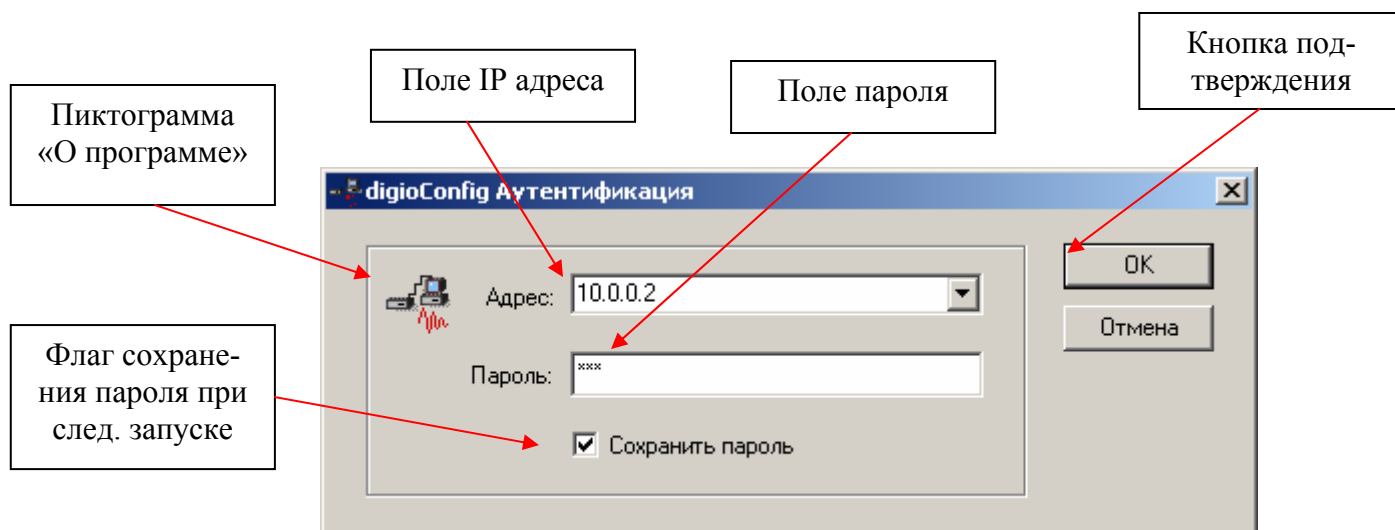 Кнопка под-
тверждения
Поле IP адреса
Поле пароля
Пиктограмма
«О программе»
digioConfig Аутентификация
OK
Адрес: 10.0.0.2
Отмена
Флаг сохране-
ния пароля при
след. запуске
Пароль: ***
Сохранить пароль